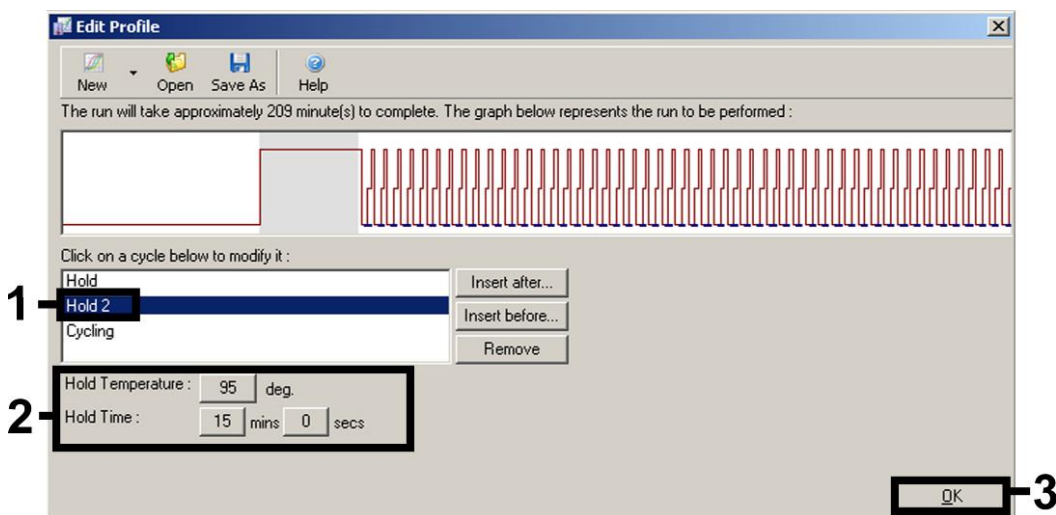 Edit Profile
New Open Save As Help
The run will take approximately 209 minute(s) to complete. The graph below represents the run to be performed :
Click on a cycle below to modify it :
Hold
Insert after...
1
Hold 2
Insert before...
Cycling
Remove
2
Hold Temperature : 95 deg.
Hold Time : 15 mins 0 secs
OK
3